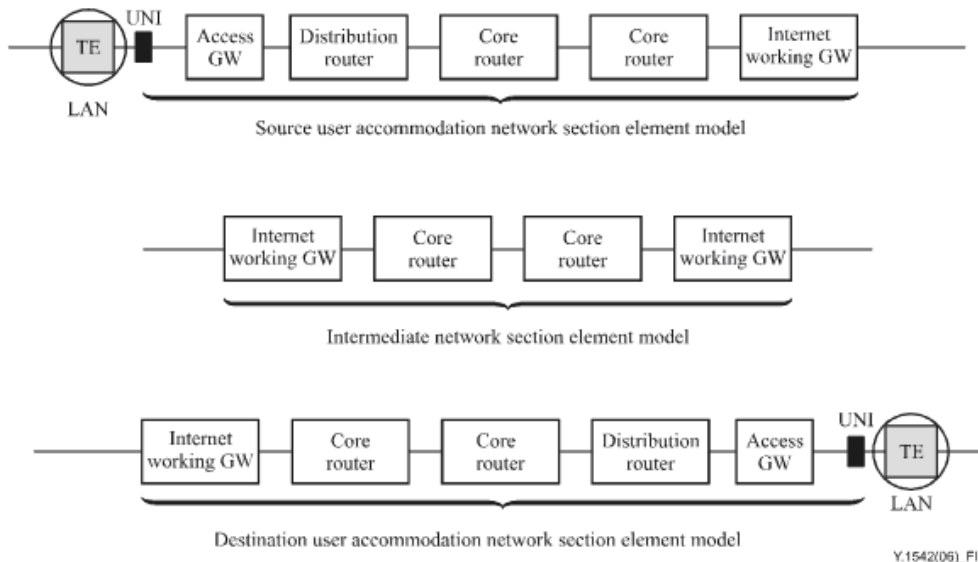 UNI
TE
LAN
Access
GW
Distribution
router
Core
router
Core
router
Internet
working GW
Source user accommodation network section element model
Internet
working GW
Core
router
Core
router
Internet
working GW
Intermediate network section element model
Internet
working GW
Core
router
Core
router
Distribution
router
Access
GW
UNI
TE
LAN
Destination user accommodation network section element model
Y.1542(06)_FI